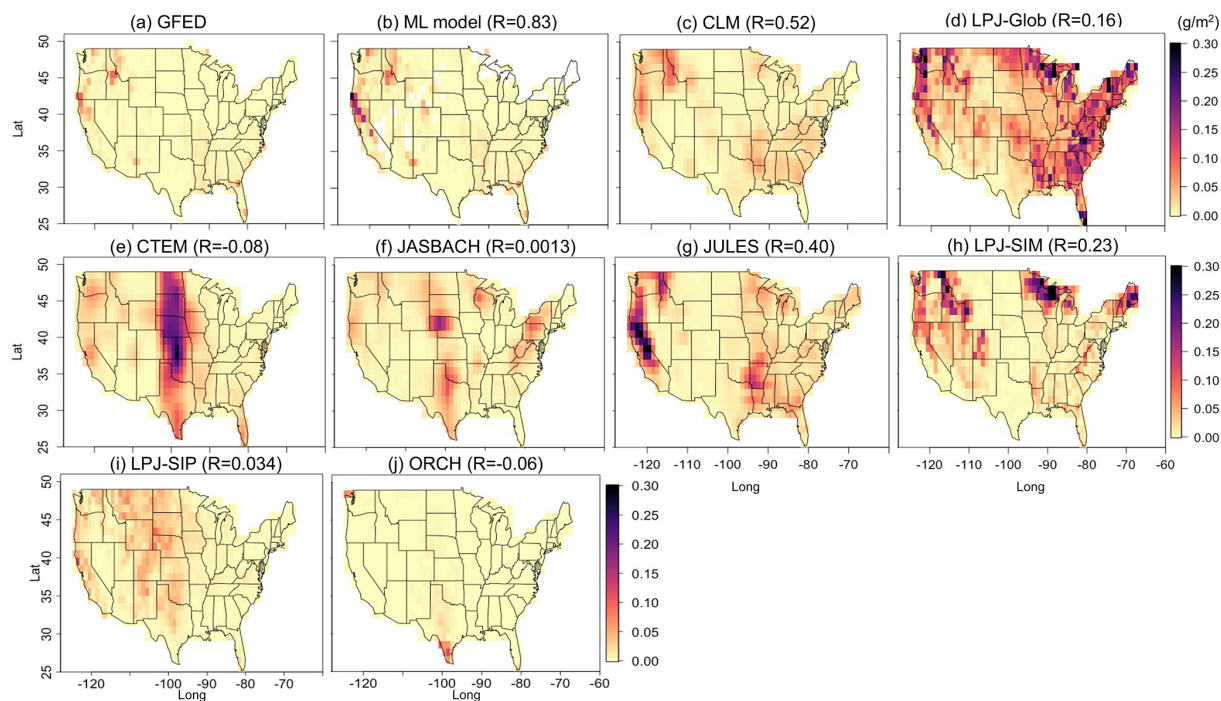 (a) GFED
(b) ML model (R=0.83)
(c) CLM (R=0.52)
(d) LPJ-Glob (R=0.16)
(g/m²)
50
45
40
35
30
25
Lat
0.30
0.25
0.20
0.15
0.10
0.05
0.00
(e) CTEM (R=-0.08)
(f) JASBACH (R=0.0013)
(g) JULES (R=0.40)
(h) LPJ-SIM (R=0.23)
50
45
40
35
30
25
Lat
0.30
0.25
0.20
0.15
0.10
0.05
0.00
-120 -110 -100 -90 -80 -70
Long
-120 -110 -100 -90 -80 -70 -60
Long
(i) LPJ-SIP (R=0.034)
(j) ORCH (R=-0.06)
50
45
40
35
30
25
Lat
0.30
0.25
0.20
0.15
0.10
0.05
0.00
-120 -110 -100 -90 -80 -70
Long
-120 -110 -100 -90 -80 -70 -60
Long